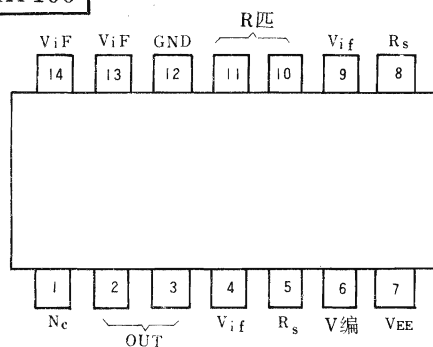 R匹
ViF ViF GND Vif Rs
14 13 12 11 10 9 8
1 2 3 4 5 6 7
Nc Vif Rs V编 VEE
OUT